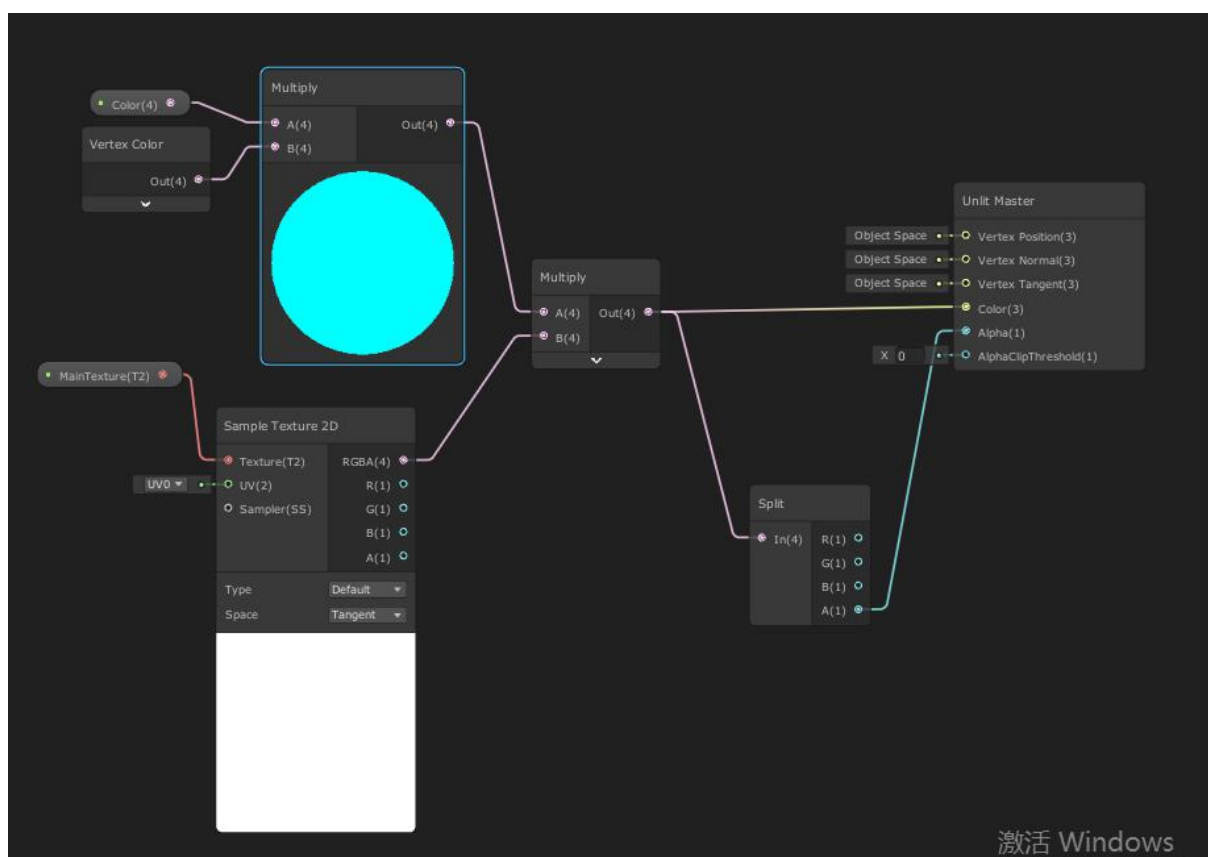 Color(4)
Vertex Color
Out(4)
Multiply
A(4) Out(4)
B(4)
MainTexture(T2)
Sample Texture 2D
Texture(T2) RGBA(4)
UV0 UV(2) R(1)
Sampler(SS) G(1)
B(1)
A(1)
Type Default
Space Tangent
Multiply
A(4) Out(4)
B(4)
Split
In(4) R(1)
G(1)
B(1)
A(1)
Unlit Master
Object Space Vertex Position(3)
Object Space Vertex Normal(3)
Object Space Vertex Tangent(3)
Color(3)
Alpha(1)
X 0 AlphaClipThreshold(1)
激活 Windows